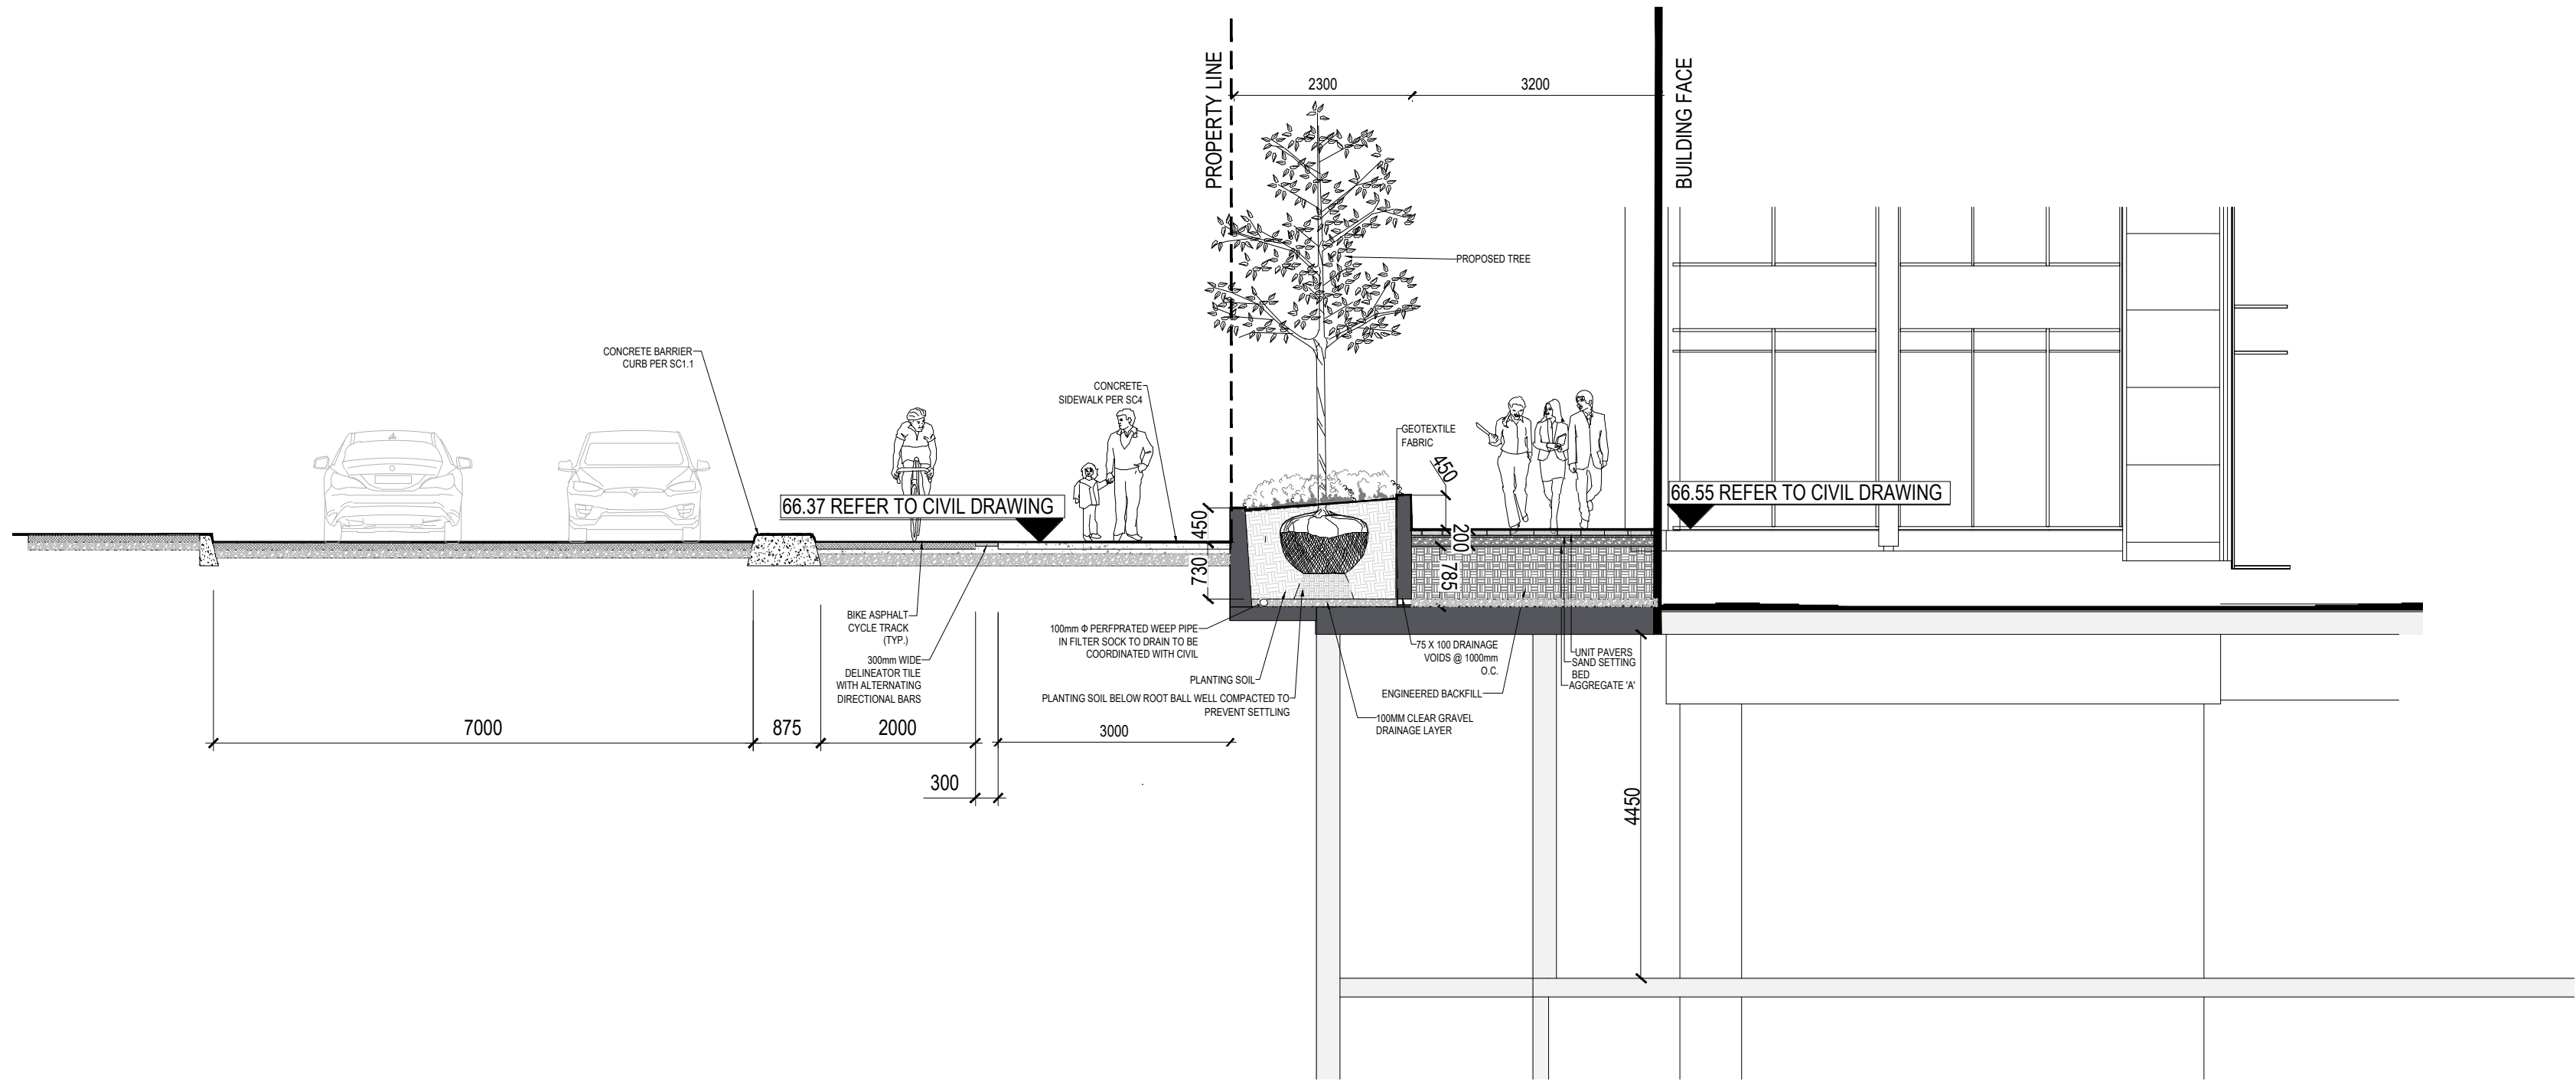 PROPERTY LINE
2300
3200
BUILDING FACE
PROPOSED TREE
CONCRETE BARRIER
CURB PER SC1.1
CONCRETE
SIDEWALK PER SC4
GEOTEXTILE
FABRIC
450
66.37 REFER TO CIVIL DRAWING
66.55 REFER TO CIVIL DRAWING
450
730
200
785
BIKE ASPHALT
CYCLE TRACK
(TYP.)
300mm WIDE
DELINEATOR TILE
WITH ALTERNATING
DIRECTIONAL BARS
100mm Φ PERFPRATED WEEP PIPE
IN FILTER SOCK TO DRAIN TO BE
COORDINATED WITH CIVIL
PLANTING SOIL
PLANTING SOIL BELOW ROOT BALL WELL COMPACTED TO
PREVENT SETTLING
75 X 100 DRAINAGE
VOIDS @ 1000mm
O.C.
ENGINEERED BACKFILL
100MM CLEAR GRAVEL
DRAINAGE LAYER
UNIT PAVERS
SAND SETTING
BED
AGGREGATE 'A'
7000
875
2000
3000
300
4450